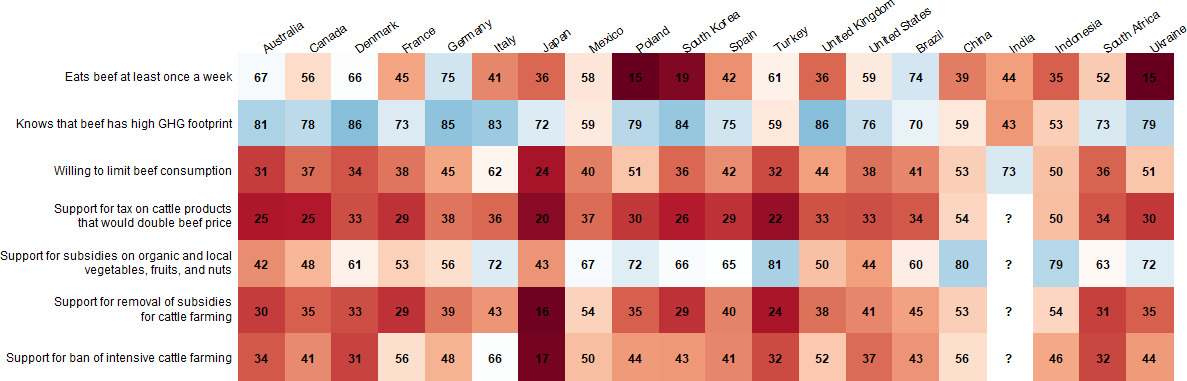 Australia Canada Denmark France Germany Italy Japan Mexico Poland South Korea Spain Turkey United Kingdom United States Brazil China India Indonesia South Africa Ukraine
Eats beef at least once a week 67 56 66 45 75 41 36 58 15 19 42 61 36 59 74 39 44 35 52 15
Knows that beef has high GHG footprint 81 78 86 73 85 83 72 59 79 84 75 59 86 76 70 59 43 53 73 79
Willing to limit beef consumption 31 37 34 38 45 62 24 40 51 36 42 32 44 38 41 53 73 50 36 51
Support for tax on cattle products
that would double beef price 25 25 33 29 38 36 20 37 30 26 29 22 33 33 34 54 ? 50 34 30
Support for subsidies on organic and local
vegetables, fruits, and nuts 42 48 61 53 56 72 43 67 72 66 65 81 50 44 60 80 ? 79 63 72
Support for removal of subsidies
for cattle farming 30 35 33 29 39 43 16 54 35 29 40 24 38 41 45 53 ? 54 31 35
Support for ban of intensive cattle farming 34 41 31 56 48 66 17 50 44 43 41 32 52 37 43 56 ? 46 32 44